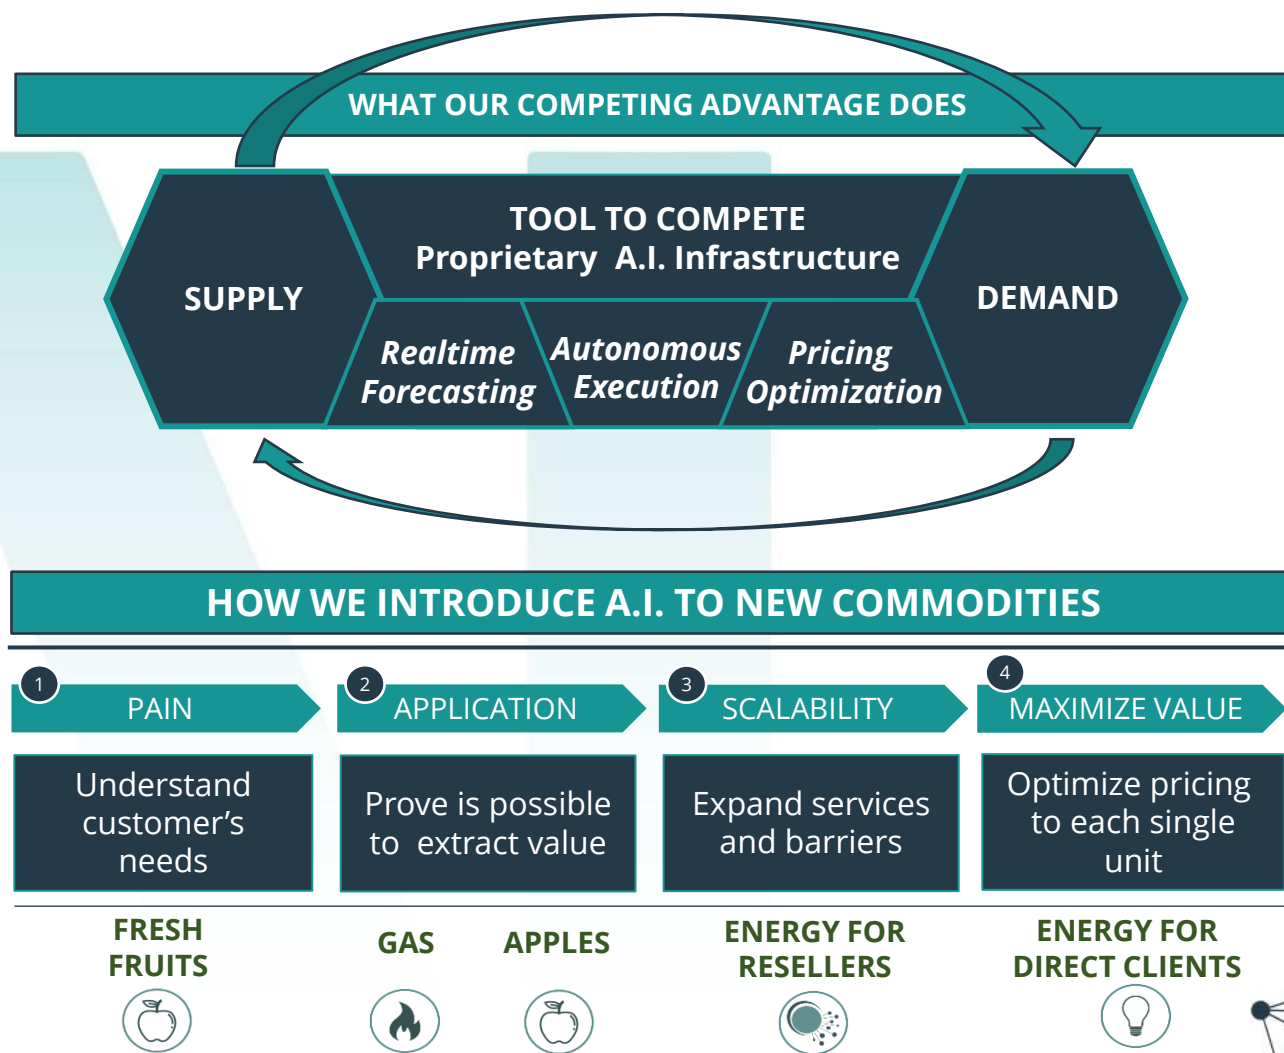 WHAT OUR COMPETING ADVANTAGE DOES
TOOL TO COMPETE
Proprietary A.I. Infrastructure
SUPPLY
DEMAND
Realtime
Forecasting
Autonomous
Execution
Pricing
Optimization
HOW WE INTRODUCE A.I. TO NEW COMMODITIES
1
PAIN
2
APPLICATION
3
SCALABILITY
4
MAXIMIZE VALUE
Understand
customer’s
needs
Prove is possible
to extract value
Expand services
and barriers
Optimize pricing
to each single
unit
FRESH
FRUITS
GAS
APPLES
ENERGY FOR
RESELLERS
ENERGY FOR
DIRECT CLIENTS